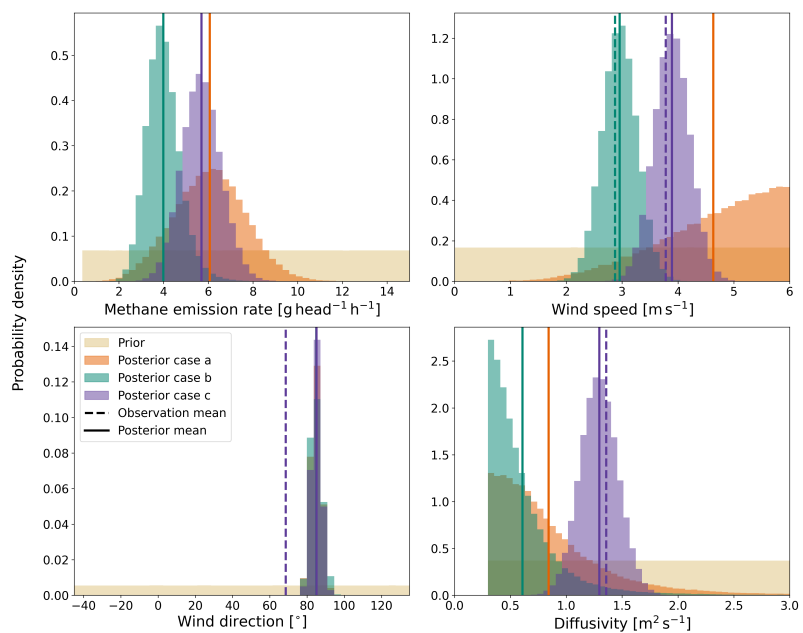 Probability density
0.5
0.4
0.3
0.2
0.1
0.0
0 2 4 6 8 10 12 14
Methane emission rate [g head⁻¹ h⁻¹]
1.2
1.0
0.8
0.6
0.4
0.2
0.0
0 1 2 3 4 5 6
Wind speed [m s⁻¹]
0.14
0.12
0.10
0.08
0.06
0.04
0.02
0.00
Prior
Posterior case a
Posterior case b
Posterior case c
Observation mean
Posterior mean
−40 −20 0 20 40 60 80 100 120
Wind direction [°]
2.5
2.0
1.5
1.0
0.5
0.0
0.0 0.5 1.0 1.5 2.0 2.5 3.0
Diffusivity [m² s⁻¹]